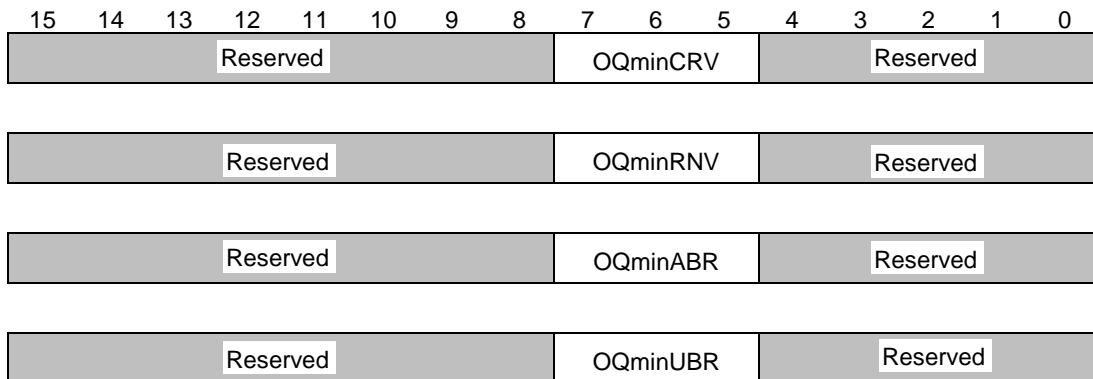 15 14 13 12 11 10 9 8 7 6 5 4 3 2 1 0
Reserved OQminCRV Reserved
Reserved OQminRNV Reserved
Reserved OQminABR Reserved
Reserved OQminUBR Reserved